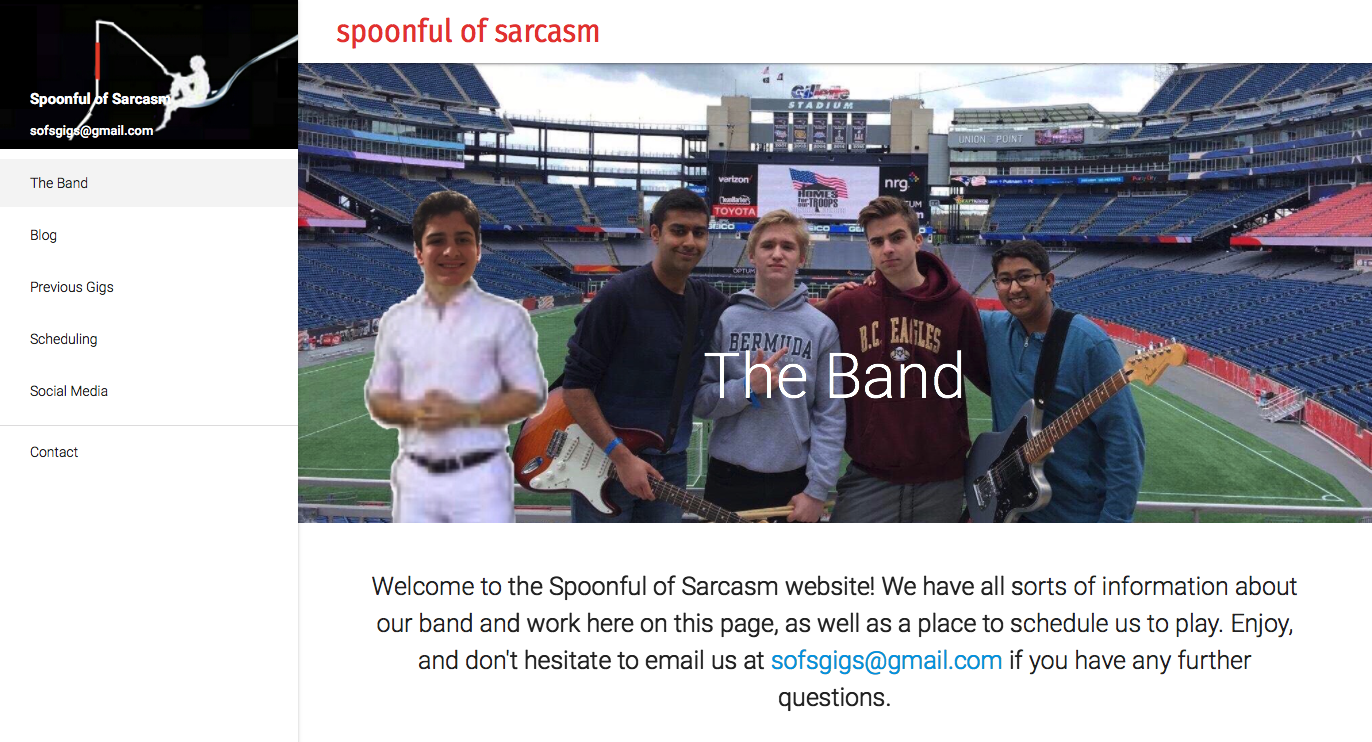 Spoonful of Sarcasm
sofsgigs@gmail.com
The Band
Blog
Previous Gigs
Scheduling
Social Media
Contact
spoonful of sarcasm
Gillette
STADIUM
UNION POINT
verizon
TOYOTA
HOMES
for
our TROOPS
nrg
GEICO
BERMUDA
B.C. EAGLES
The Band
Welcome to the Spoonful of Sarcasm website! We have all sorts of information about
our band and work here on this page, as well as a place to schedule us to play. Enjoy,
and don't hesitate to email us at sofsgigs@gmail.com if you have any further
questions.